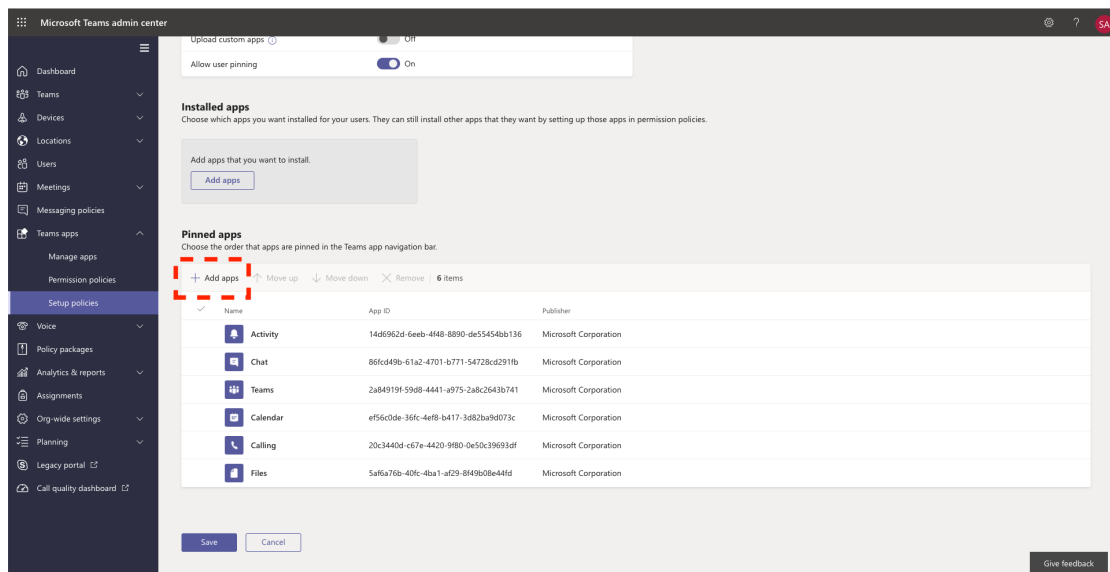 Microsoft Teams admin center
?
SA
Dashboard
Teams
Devices
Locations
Users
Meetings
Messaging policies
Teams apps
Manage apps
Permission policies
Setup policies
Voice
Policy packages
Analytics & reports
Assignments
Org-wide settings
Planning
Legacy portal
Call quality dashboard
Upload custom apps Off
Allow user pinning On
Installed apps
Choose which apps you want installed for your users. They can still install other apps that they want by setting up those apps in permission policies.
Add apps that you want to install.
Add apps
Pinned apps
Choose the order that apps are pinned in the Teams app navigation bar.
+ Add apps ↑ Move up ↓ Move down × Remove | 6 items
Name App ID Publisher
Activity 14d6962d-6eeb-4f48-8890-de55454bb136 Microsoft Corporation
Chat 86fcd49b-61a2-4701-b771-54728cd291fb Microsoft Corporation
Teams 2a84919f-59d8-4441-a975-2a8c2643b741 Microsoft Corporation
Calendar ef56c0de-36fc-4ef8-b417-3d82ba9d073c Microsoft Corporation
Calling 20c3440d-c67e-4420-9f80-0e50c39693df Microsoft Corporation
Files 5af6a76b-40fc-4ba1-af29-8f49b08e44fd Microsoft Corporation
Save Cancel
Give feedback